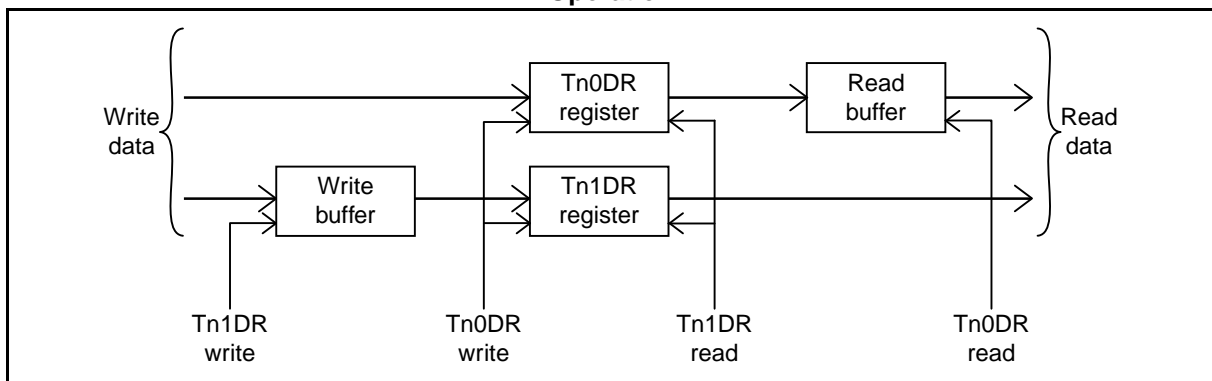 Write
data
Tn0DR
register
Read
buffer
Read
data
Write
buffer
Tn1DR
register
Tn1DR
write
Tn0DR
write
Tn1DR
read
Tn0DR
read